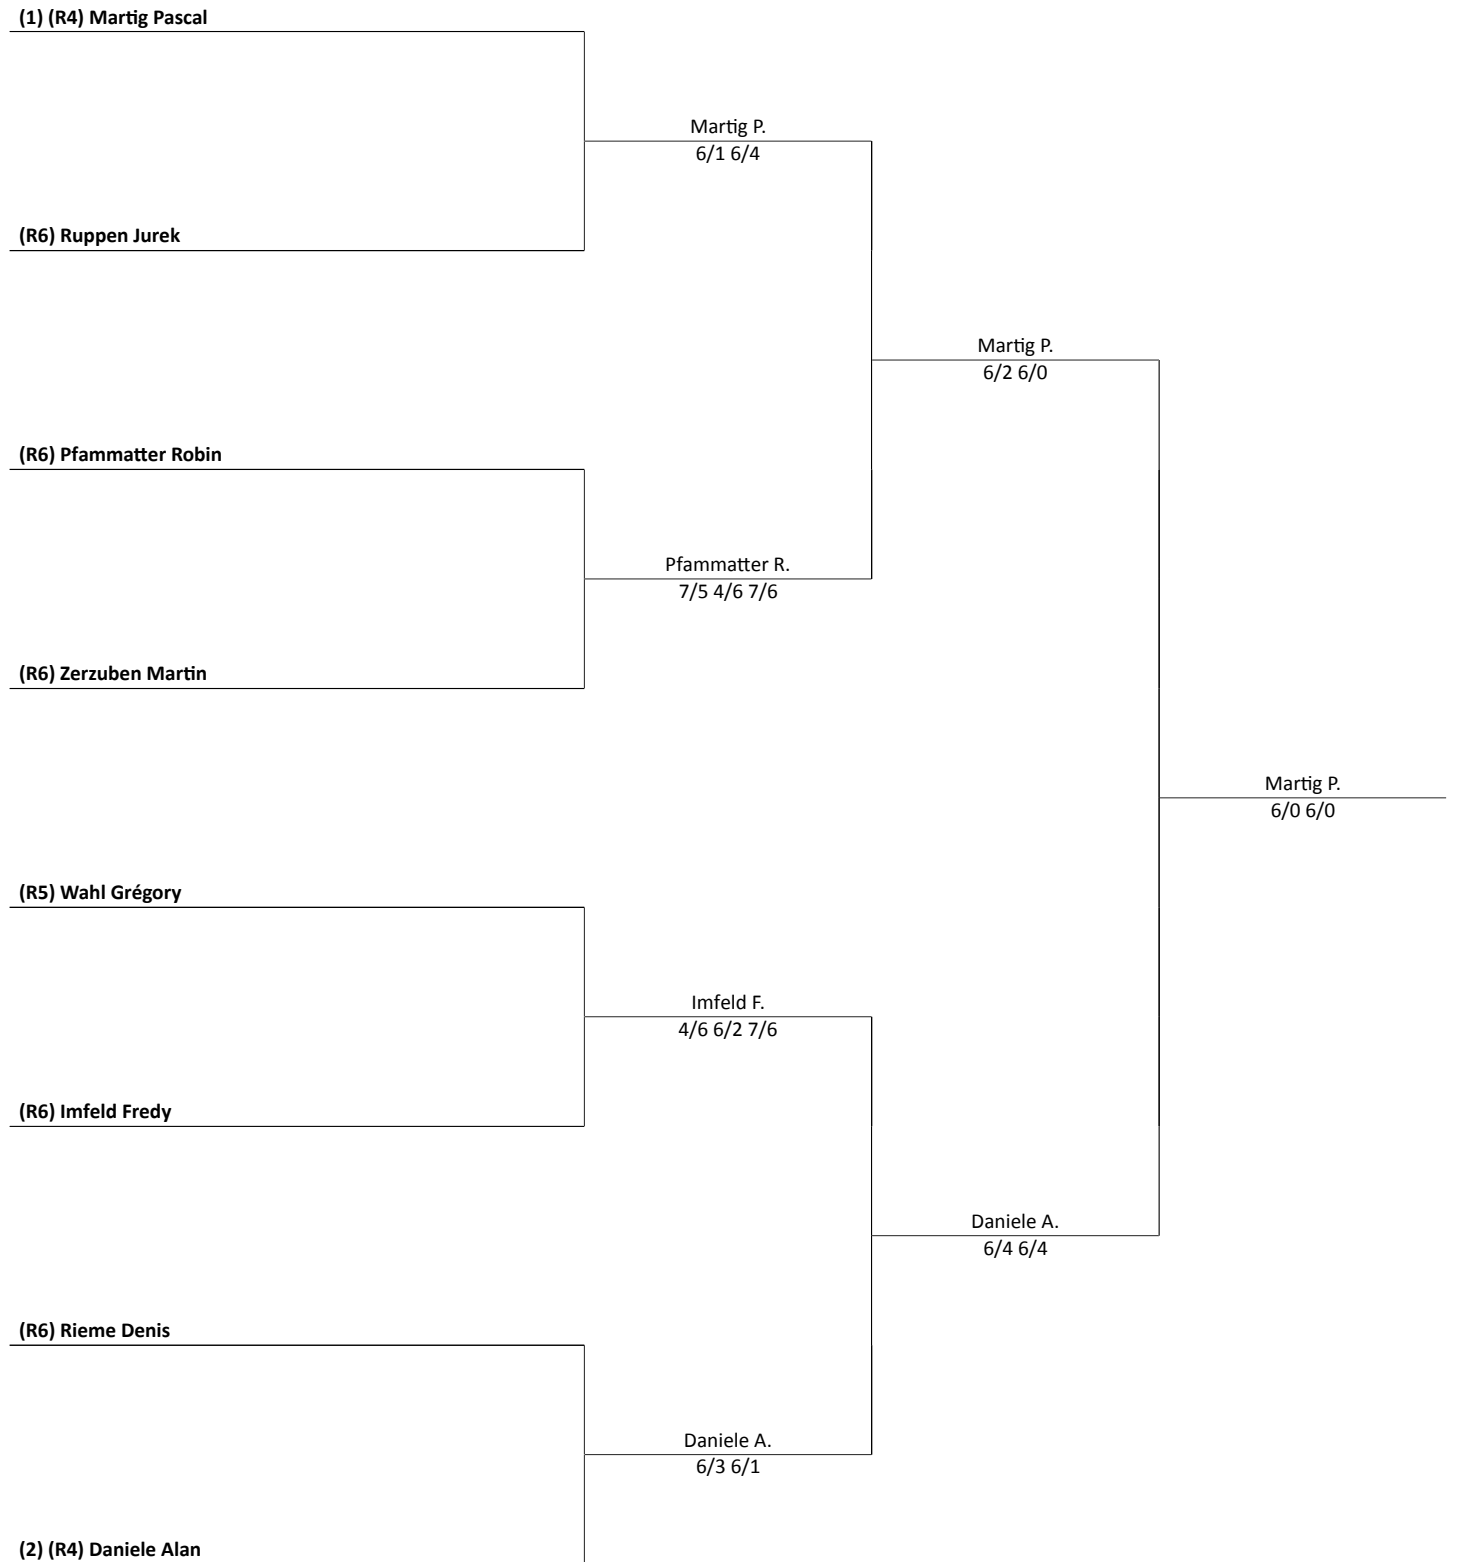 (1) (R4) Martig Pascal
Martig P.
6/1 6/4
(R6) Ruppen Jurek
Martig P.
6/2 6/0
(R6) Pfammatter Robin
Pfammatter R.
7/5 4/6 7/6
(R6) Zerzuben Martin
Martig P.
6/0 6/0
(R5) Wahl Grégory
Imfeld F.
4/6 6/2 7/6
(R6) Imfeld Fredy
Daniele A.
6/4 6/4
(R6) Rieme Denis
Daniele A.
6/3 6/1
(2) (R4) Daniele Alan